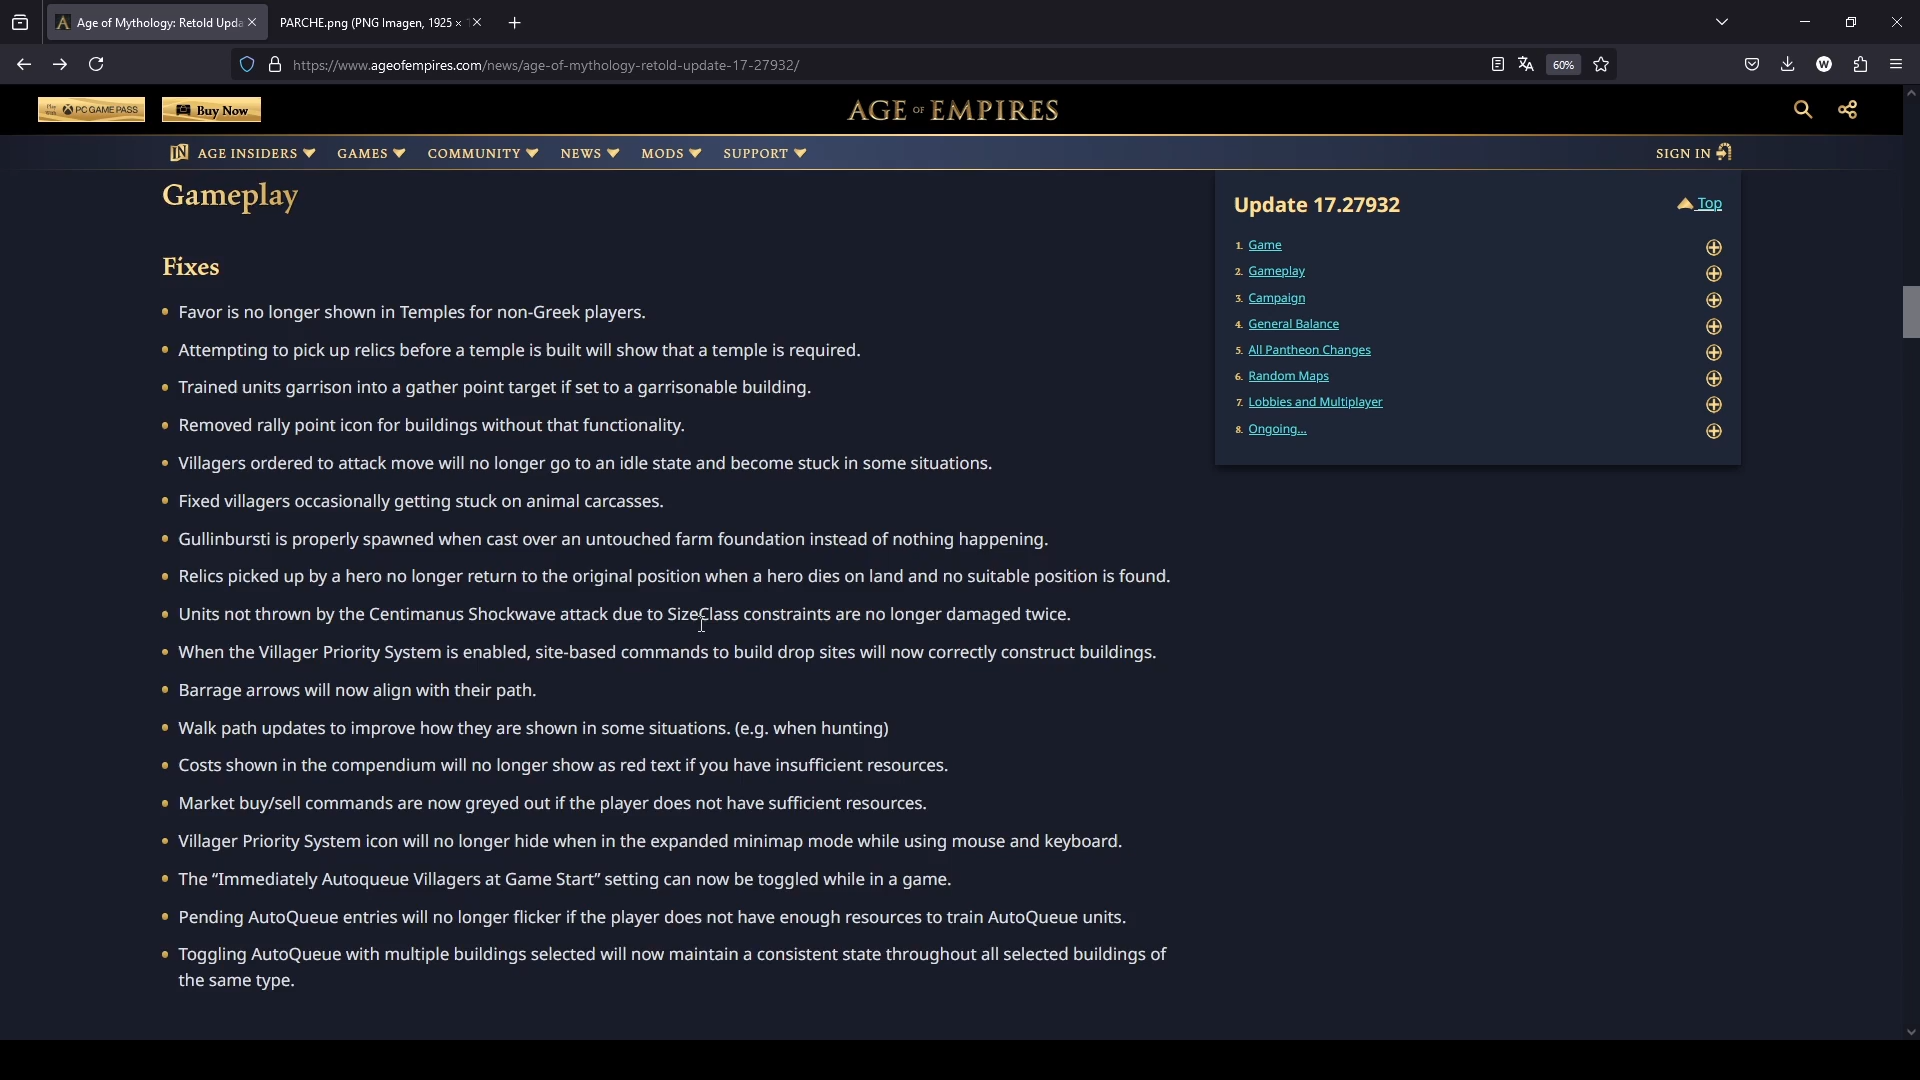 Age of Mythology: Retold Upda
PARCHE.png (PNG Imagen, 1925 ×
https://www.ageofempires.com/news/age-of-mythology-retold-update-17-27932/
60%
W
Play With PC GAME PASS
Buy Now
AGE OF EMPIRES
IN AGE INSIDERS
GAMES
COMMUNITY
NEWS
MODS
SUPPORT
SIGN IN
Gameplay
Fixes
• Favor is no longer shown in Temples for non-Greek players.
• Attempting to pick up relics before a temple is built will show that a temple is required.
• Trained units garrison into a gather point target if set to a garrisonable building.
• Removed rally point icon for buildings without that functionality.
• Villagers ordered to attack move will no longer go to an idle state and become stuck in some situations.
• Fixed villagers occasionally getting stuck on animal carcasses.
• Gullinbursti is properly spawned when cast over an untouched farm foundation instead of nothing happening.
• Relics picked up by a hero no longer return to the original position when a hero dies on land and no suitable position is found.
• Units not thrown by the Centimanus Shockwave attack due to SizeClass constraints are no longer damaged twice.
• When the Villager Priority System is enabled, site-based commands to build drop sites will now correctly construct buildings.
• Barrage arrows will now align with their path.
• Walk path updates to improve how they are shown in some situations. (e.g. when hunting)
• Costs shown in the compendium will no longer show as red text if you have insufficient resources.
• Market buy/sell commands are now greyed out if the player does not have sufficient resources.
• Villager Priority System icon will no longer hide when in the expanded minimap mode while using mouse and keyboard.
• The “Immediately Autoqueue Villagers at Game Start” setting can now be toggled while in a game.
• Pending AutoQueue entries will no longer flicker if the player does not have enough resources to train AutoQueue units.
• Toggling AutoQueue with multiple buildings selected will now maintain a consistent state throughout all selected buildings of
the same type.
Update 17.27932
Top
1. Game
2. Gameplay
3. Campaign
4. General Balance
5. All Pantheon Changes
6. Random Maps
7. Lobbies and Multiplayer
8. Ongoing...